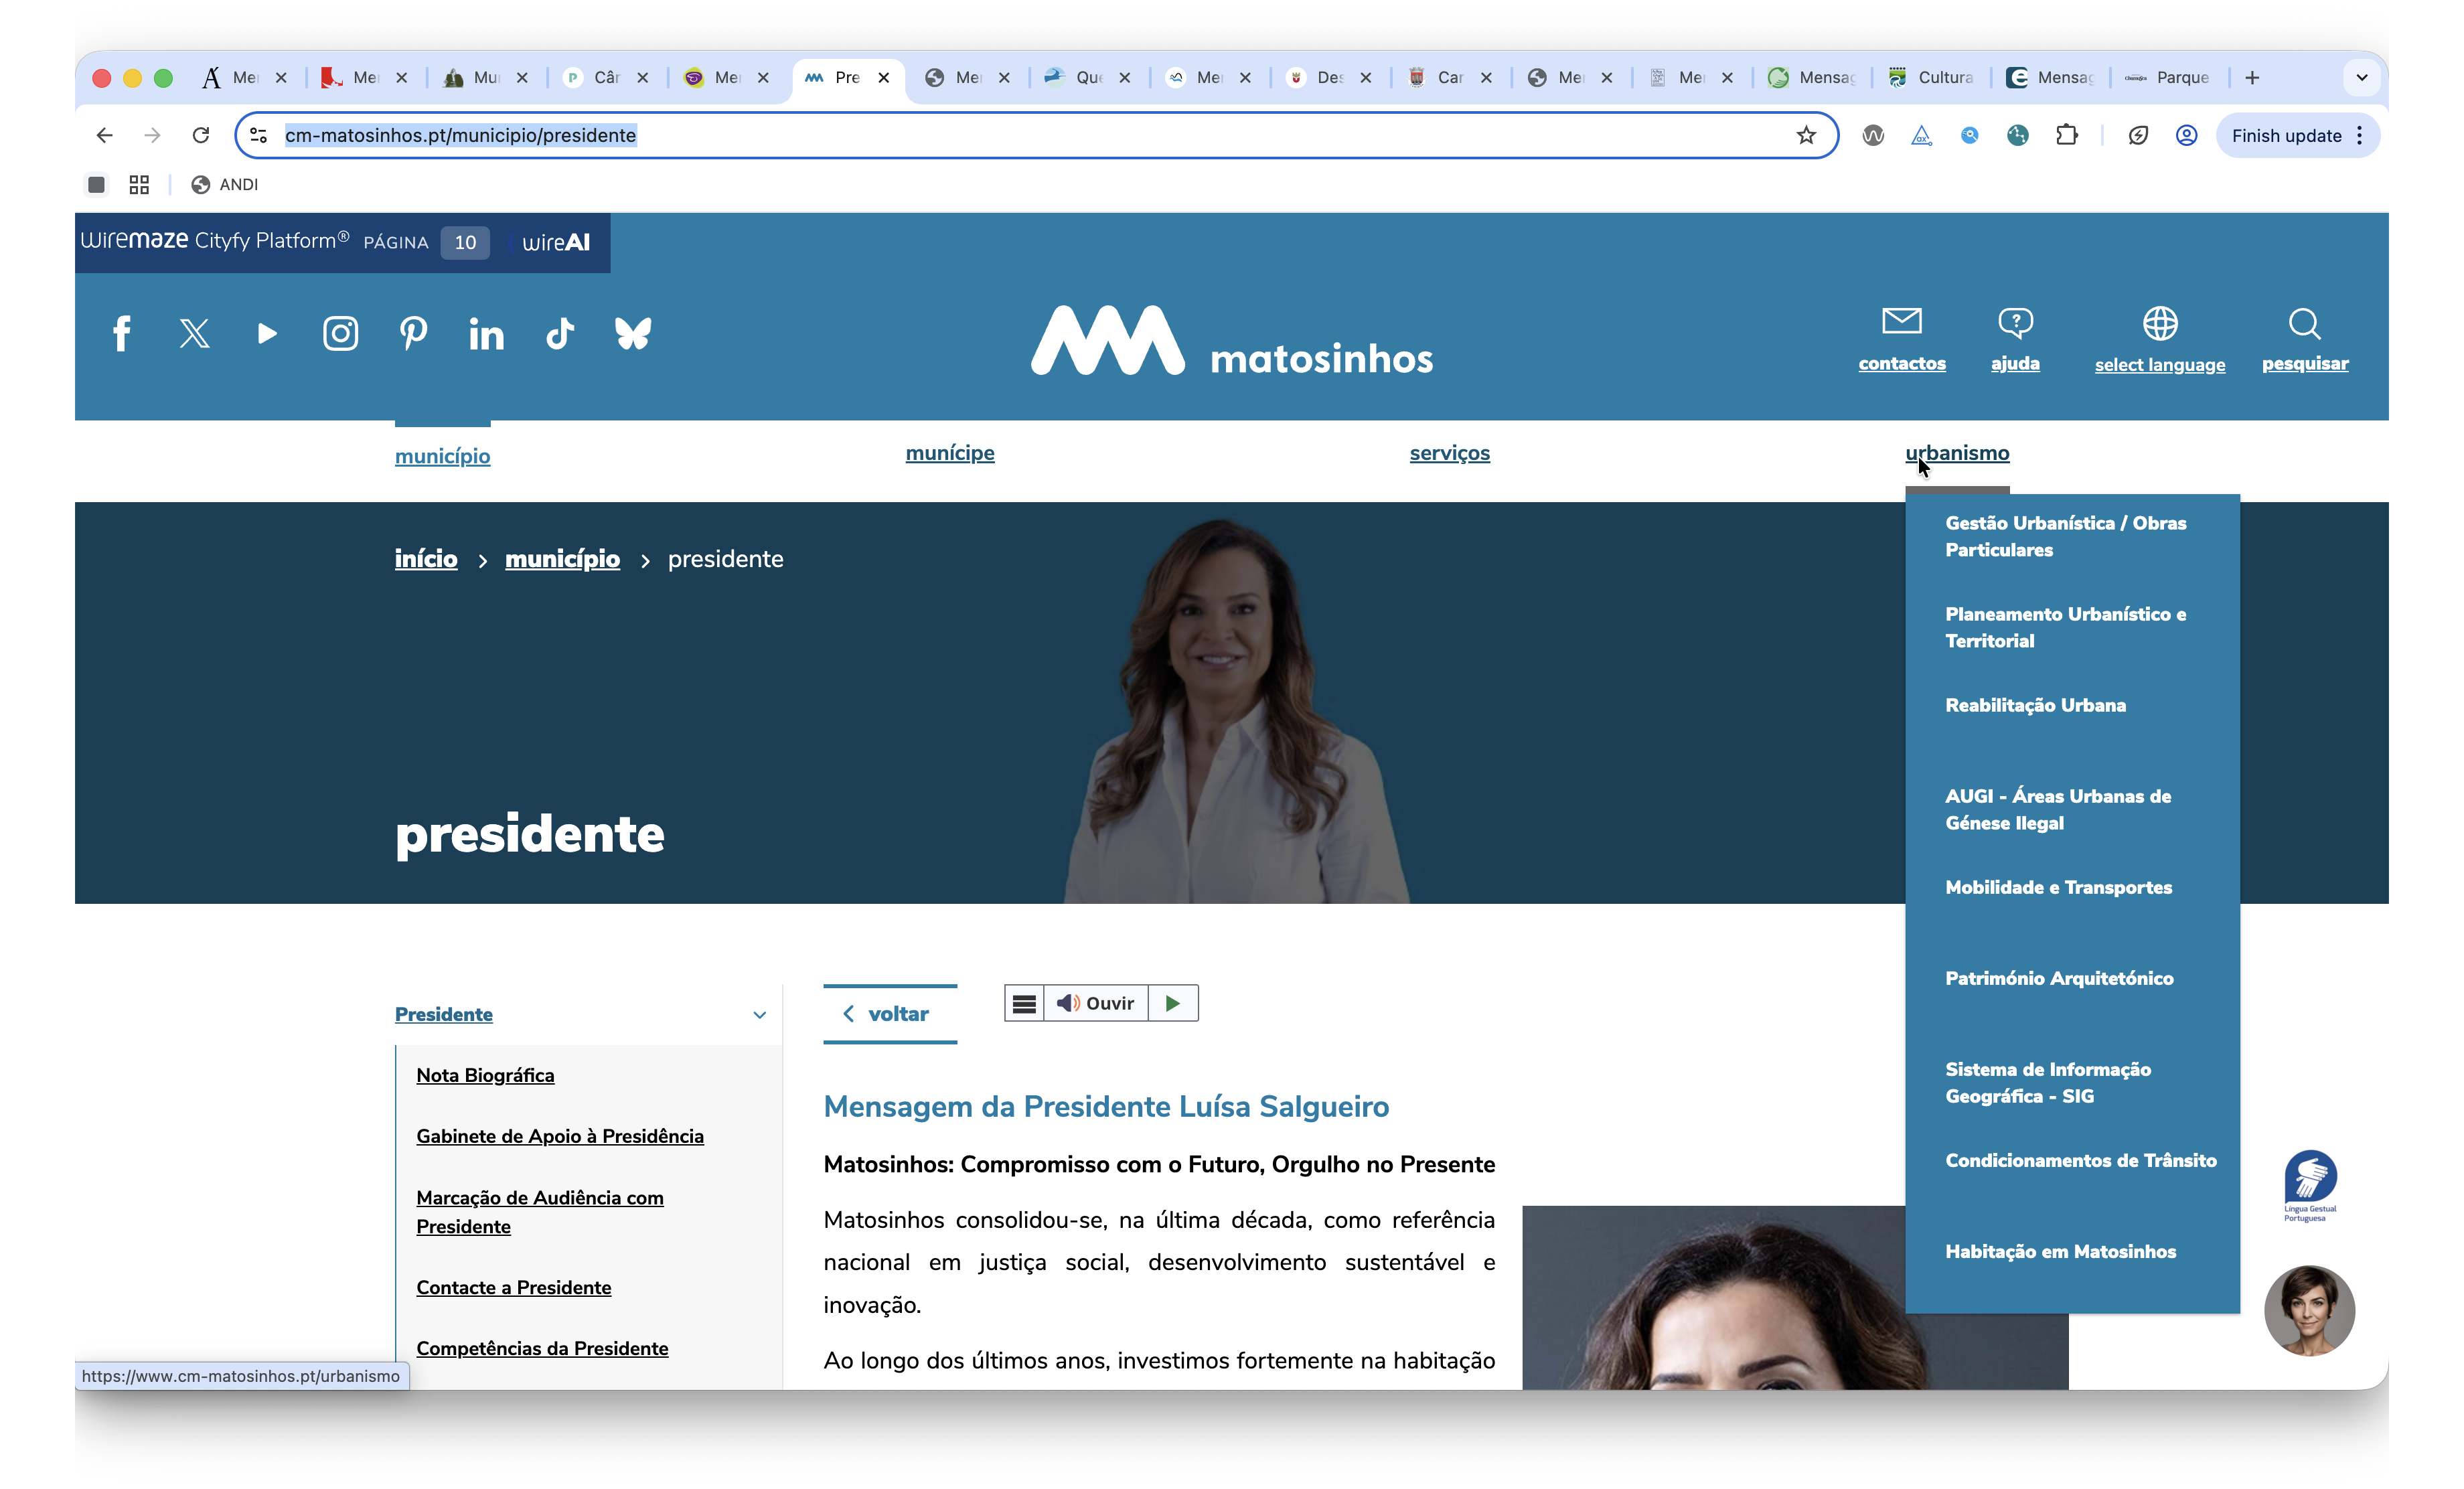 Me
Me
Mu
Câr
Me
Pre
Me
Qu
Me
Des
Car
Me
Me
Mensag
Cultura
Mensag
Parque
cm-matosinhos.pt/municipio/presidente
Finish update
ANDI
wiremaze Cityfy Platform® PÁGINA 10 wireAI
matosinhos
contactos
ajuda
select language
pesquisar
município
munícipe
serviços
urbanismo
Gestão Urbanística / Obras
Particulares
Planeamento Urbanístico e
Territorial
Reabilitação Urbana
AUGI - Áreas Urbanas de
Génese Ilegal
Mobilidade e Transportes
Património Arquitetónico
Sistema de Informação
Geográfica - SIG
Condicionamentos de Trânsito
Habitação em Matosinhos
início > município > presidente
presidente
Presidente
Nota Biográfica
Gabinete de Apoio à Presidência
Marcação de Audiência com
Presidente
Contacte a Presidente
Competências da Presidente
voltar
Ouvir
Mensagem da Presidente Luísa Salgueiro
Matosinhos: Compromisso com o Futuro, Orgulho no Presente
Matosinhos consolidou-se, na última década, como referência
nacional em justiça social, desenvolvimento sustentável e
inovação.
Ao longo dos últimos anos, investimos fortemente na habitação
Língua Gestual
Portuguesa
https://www.cm-matosinhos.pt/urbanismo